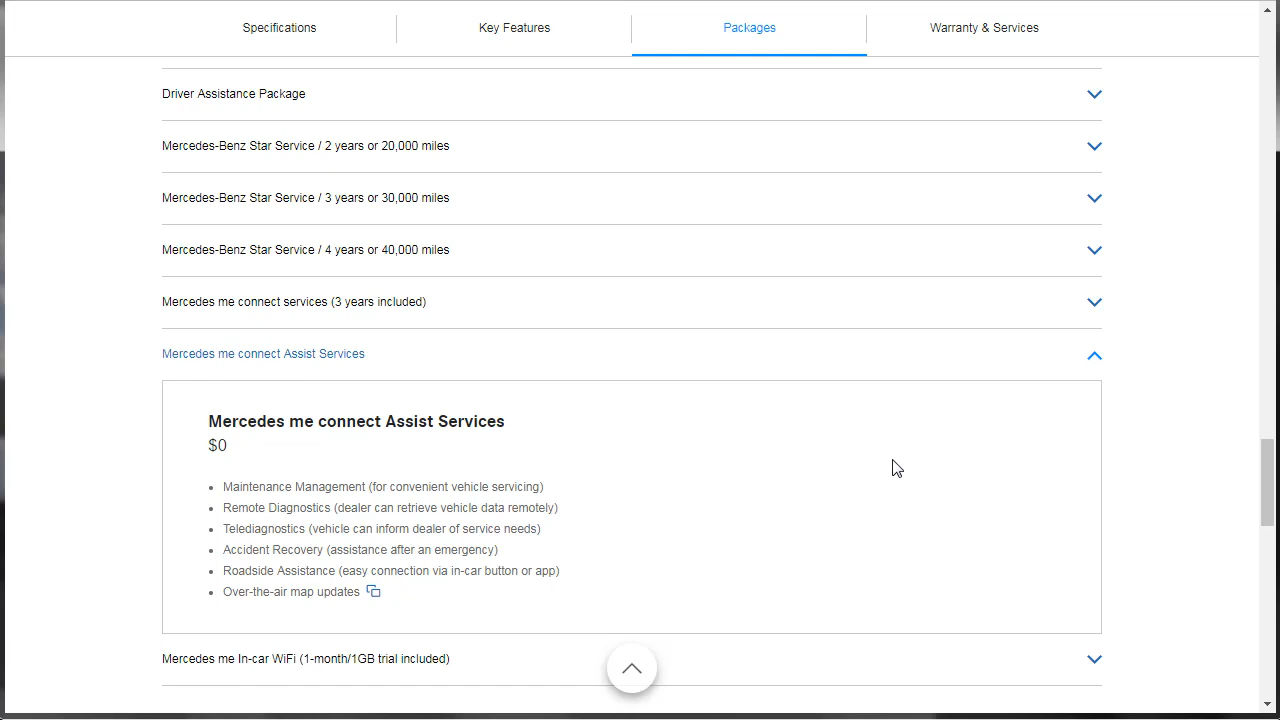 Specifications
Key Features
Packages
Warranty & Services
Driver Assistance Package
Mercedes-Benz Star Service / 2 years or 20,000 miles
Mercedes-Benz Star Service / 3 years or 30,000 miles
Mercedes-Benz Star Service / 4 years or 40,000 miles
Mercedes me connect services (3 years included)
Mercedes me connect Assist Services
Mercedes me connect Assist Services
$0
Maintenance Management (for convenient vehicle servicing)
Remote Diagnostics (dealer can retrieve vehicle data remotely)
Telediagnostics (vehicle can inform dealer of service needs)
Accident Recovery (assistance after an emergency)
Roadside Assistance (easy connection via in-car button or app)
Over-the-air map updates
Mercedes me In-car WiFi (1-month/1GB trial included)